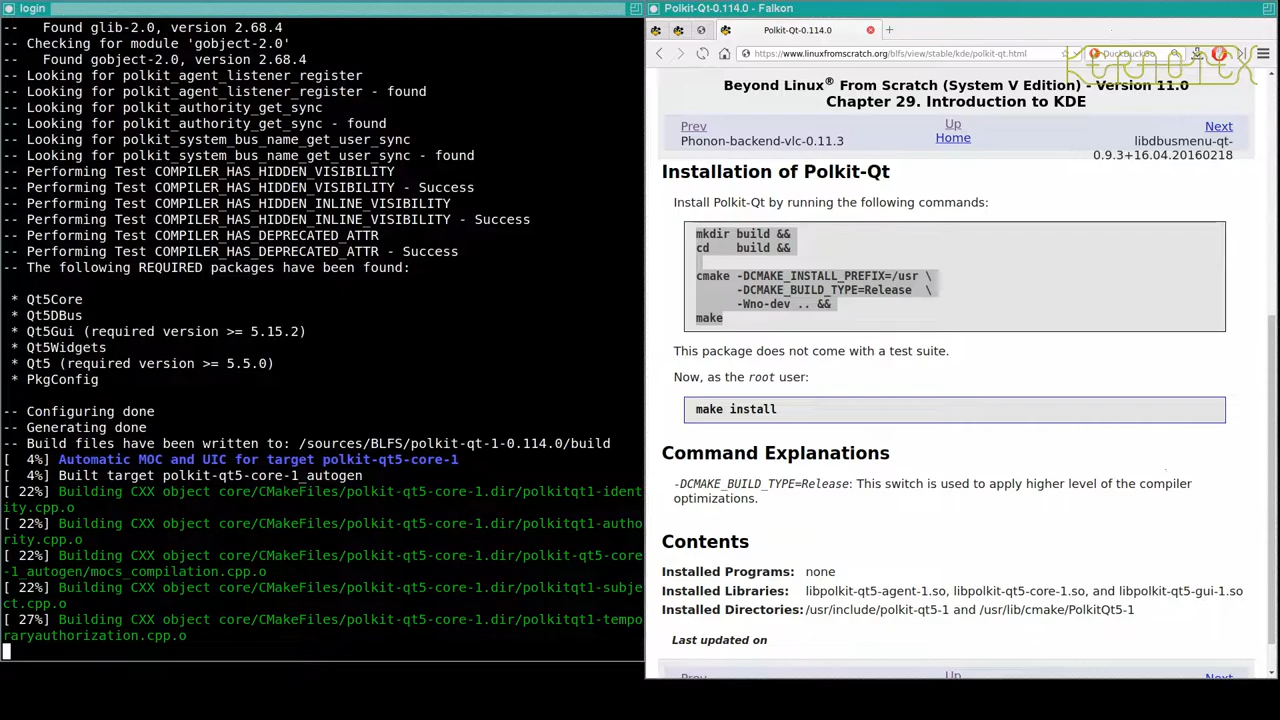 login
--   Found glib-2.0, version 2.68.4
-- Checking for module 'gobject-2.0'
--   Found gobject-2.0, version 2.68.4
-- Looking for polkit_agent_listener_register
-- Looking for polkit_agent_listener_register - found
-- Looking for polkit_authority_get_sync
-- Looking for polkit_authority_get_sync - found
-- Looking for polkit_system_bus_name_get_user_sync
-- Looking for polkit_system_bus_name_get_user_sync - found
-- Performing Test COMPILER_HAS_HIDDEN_VISIBILITY
-- Performing Test COMPILER_HAS_HIDDEN_VISIBILITY - Success
-- Performing Test COMPILER_HAS_HIDDEN_INLINE_VISIBILITY
-- Performing Test COMPILER_HAS_HIDDEN_INLINE_VISIBILITY - Success
-- Performing Test COMPILER_HAS_DEPRECATED_ATTR
-- Performing Test COMPILER_HAS_DEPRECATED_ATTR - Success
-- The following REQUIRED packages have been found:
* Qt5Core
* Qt5DBus
* Qt5Gui (required version >= 5.15.2)
* Qt5Widgets
* Qt5 (required version >= 5.5.0)
* PkgConfig
-- Configuring done
-- Generating done
-- Build files have been written to: /sources/BLFS/polkit-qt-1-0.114.0/build
[  4%] Automatic MOC and UIC for target polkit-qt5-core-1
[  4%] Built target polkit-qt5-core-1_autogen
[ 22%] Building CXX object core/CMakeFiles/polkit-qt5-core-1.dir/polkitqt1-ident
ity.cpp.o
[ 22%] Building CXX object core/CMakeFiles/polkit-qt5-core-1.dir/polkitqt1-autho
rity.cpp.o
[ 22%] Building CXX object core/CMakeFiles/polkit-qt5-core-1.dir/polkit-qt5-core
-1_autogen/mocs_compilation.cpp.o
[ 22%] Building CXX object core/CMakeFiles/polkit-qt5-core-1.dir/polkitqt1-subje
ct.cpp.o
[ 27%] Building CXX object core/CMakeFiles/polkit-qt5-core-1.dir/polkitqt1-tempo
raryauthorization.cpp.o
Polkit-Qt-0.114.0 - Falkon
Polkit-Qt-0.114.0
https://www.linuxfromscratch.org/blfs/view/stable/kde/polkit-qt.html
DuckDuckGo
KERNOTEX
Beyond Linux® From Scratch (System V Edition) - Version 11.0
Chapter 29. Introduction to KDE
Prev
Up
Next
Phonon-backend-vlc-0.11.3
Home
libdbusmenu-qt-
0.9.3+16.04.20160218
Installation of Polkit-Qt
Install Polkit-Qt by running the following commands:
mkdir build &&
cd    build &&
cmake -DCMAKE_INSTALL_PREFIX=/usr \
-DCMAKE_BUILD_TYPE=Release  \
-Wno-dev .. &&
make
This package does not come with a test suite.
Now, as the root user:
make install
Command Explanations
-DCMAKE_BUILD_TYPE=Release: This switch is used to apply higher level of the compiler
optimizations.
Contents
Installed Programs: none
Installed Libraries: libpolkit-qt5-agent-1.so, libpolkit-qt5-core-1.so, and libpolkit-qt5-gui-1.so
Installed Directories: /usr/include/polkit-qt5-1 and /usr/lib/cmake/PolkitQt5-1
Last updated on
Prev
Up
Next